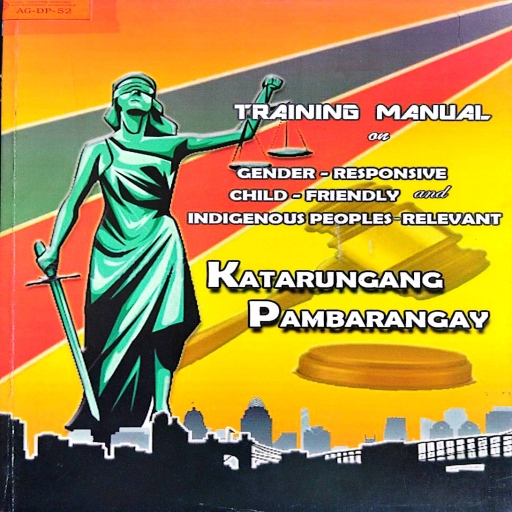 AG-DP-S2
TRAINING MANUAL
on
GENDER - RESPONSIVE
CHILD - FRIENDLY and
INDIGENOUS PEOPLES-RELEVANT
KATARUNGANG
PAMBARANGAY